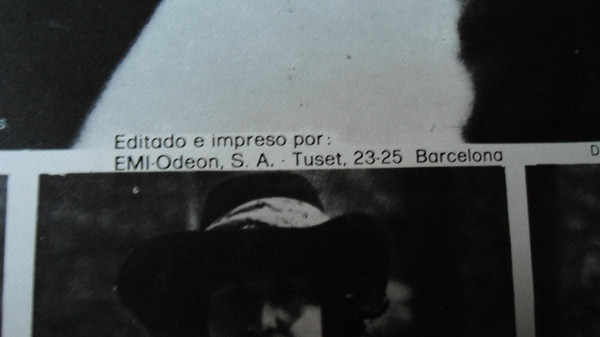 Editado e impreso por:
EMI-Odeon, S. A. - Tuset, 23-25 Barcelona